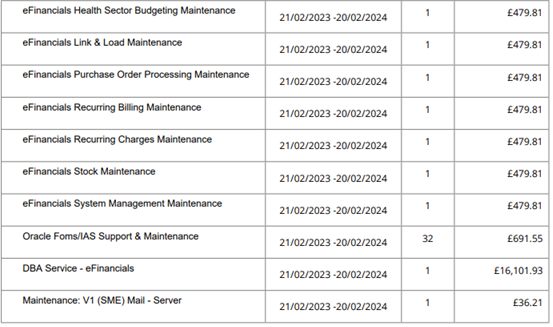 eFinancials Health Sector Budgeting Maintenance 21/02/2023 -20/02/2024 1 £479.81
eFinancials Link & Load Maintenance 21/02/2023 -20/02/2024 1 £479.81
eFinancials Purchase Order Processing Maintenance 21/02/2023 -20/02/2024 1 £479.81
eFinancials Recurring Billing Maintenance 21/02/2023 -20/02/2024 1 £479.81
eFinancials Recurring Charges Maintenance 21/02/2023 -20/02/2024 1 £479.81
eFinancials Stock Maintenance 21/02/2023 -20/02/2024 1 £479.81
eFinancials System Management Maintenance 21/02/2023 -20/02/2024 1 £479.81
Oracle Foms/IAS Support & Maintenance 21/02/2023 -20/02/2024 32 £691.55
DBA Service - eFinancials 21/02/2023 -20/02/2024 1 £16,101.93
Maintenance: V1 (SME) Mail - Server 21/02/2023 -20/02/2024 1 £36.21